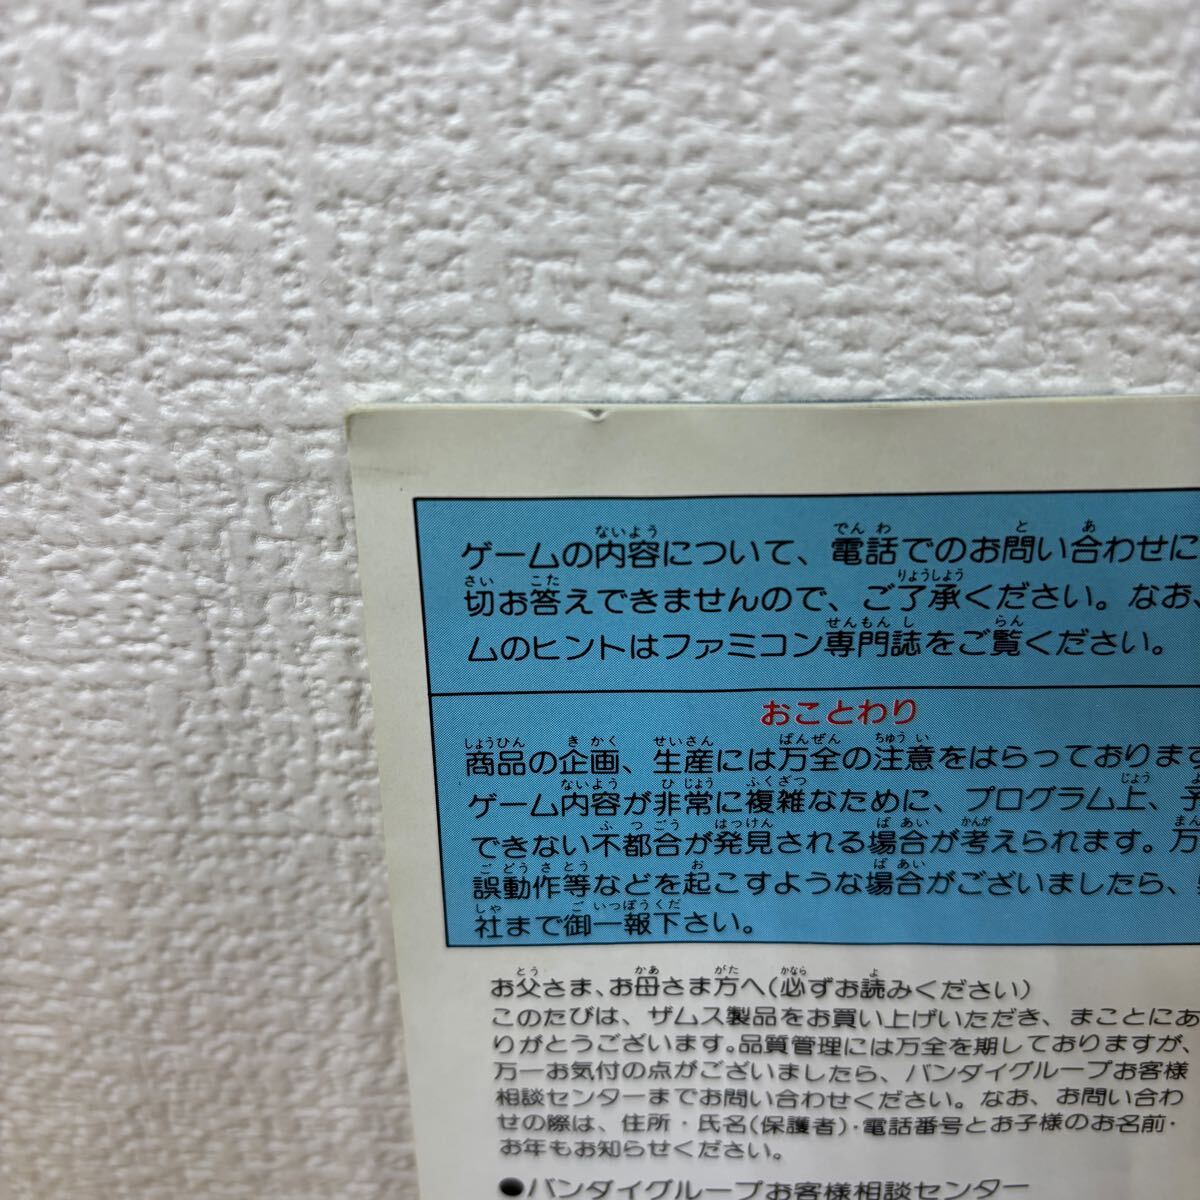 ゲームの内容について、電話でのお問い合わせに
切お答えできませんので、ご了承ください。なお、
ムのヒントはファミコン専門誌をご覧ください。
おことわり
商品の企画、生産には万全の注意をはらっております
ゲーム内容が非常に複雑なために、プログラム上、予
できない不都合が発見される場合が考えられます。万
誤動作等などを起こすような場合がございましたら、
社まで御一報下さい。
お父さま、お母さま方へ(必ずお読みください)
このたびは、ザムス製品をお買い上げいただき、まことにあ
りがとうございます。品質管理には万全を期しておりますが、
万一お気付の点がございましたら、バンダイグループお客様
相談センターまでお問い合わせください。なお、お問い合わ
せの際は、住所・氏名(保護者)・電話番号とお子様のお名前・
お年もお知らせください。
●バンダイグループお客様相談センター